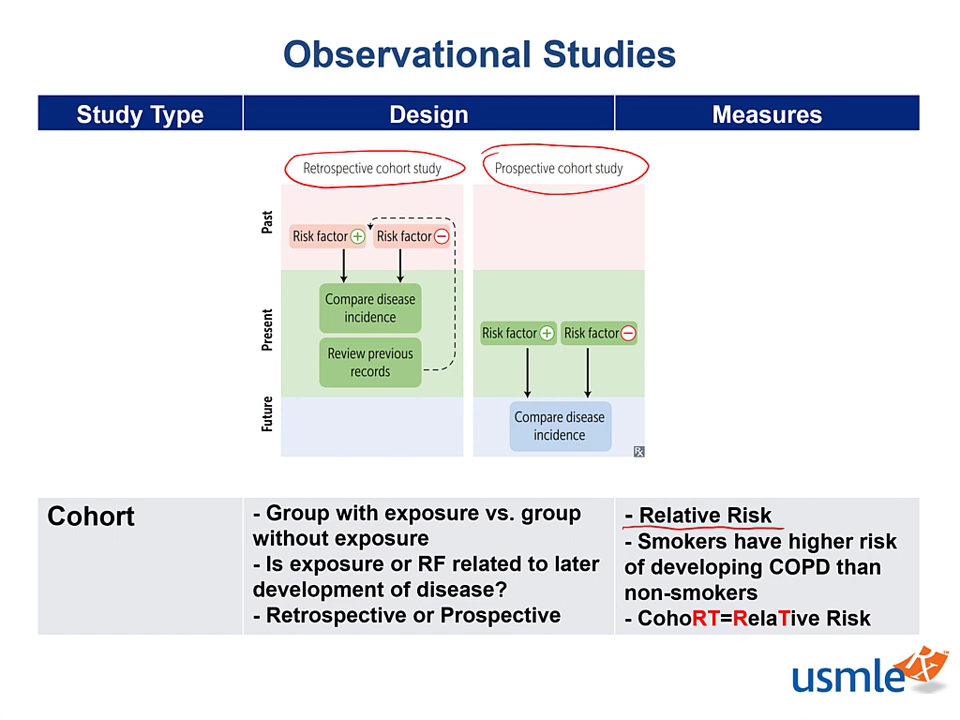 Observational Studies
Study Type
Design
Measures
Retrospective cohort study
Prospective cohort study
Past
Risk factor +
Risk factor −
Compare disease
incidence
Present
Review previous
records
Risk factor +
Risk factor −
Future
Compare disease
incidence
Rx
Cohort
- Group with exposure vs. group
without exposure
- Is exposure or RF related to later
development of disease?
- Retrospective or Prospective
- Relative Risk
- Smokers have higher risk
of developing COPD than
non-smokers
- CohoRT=RelaTive Risk
usmle Rx ™